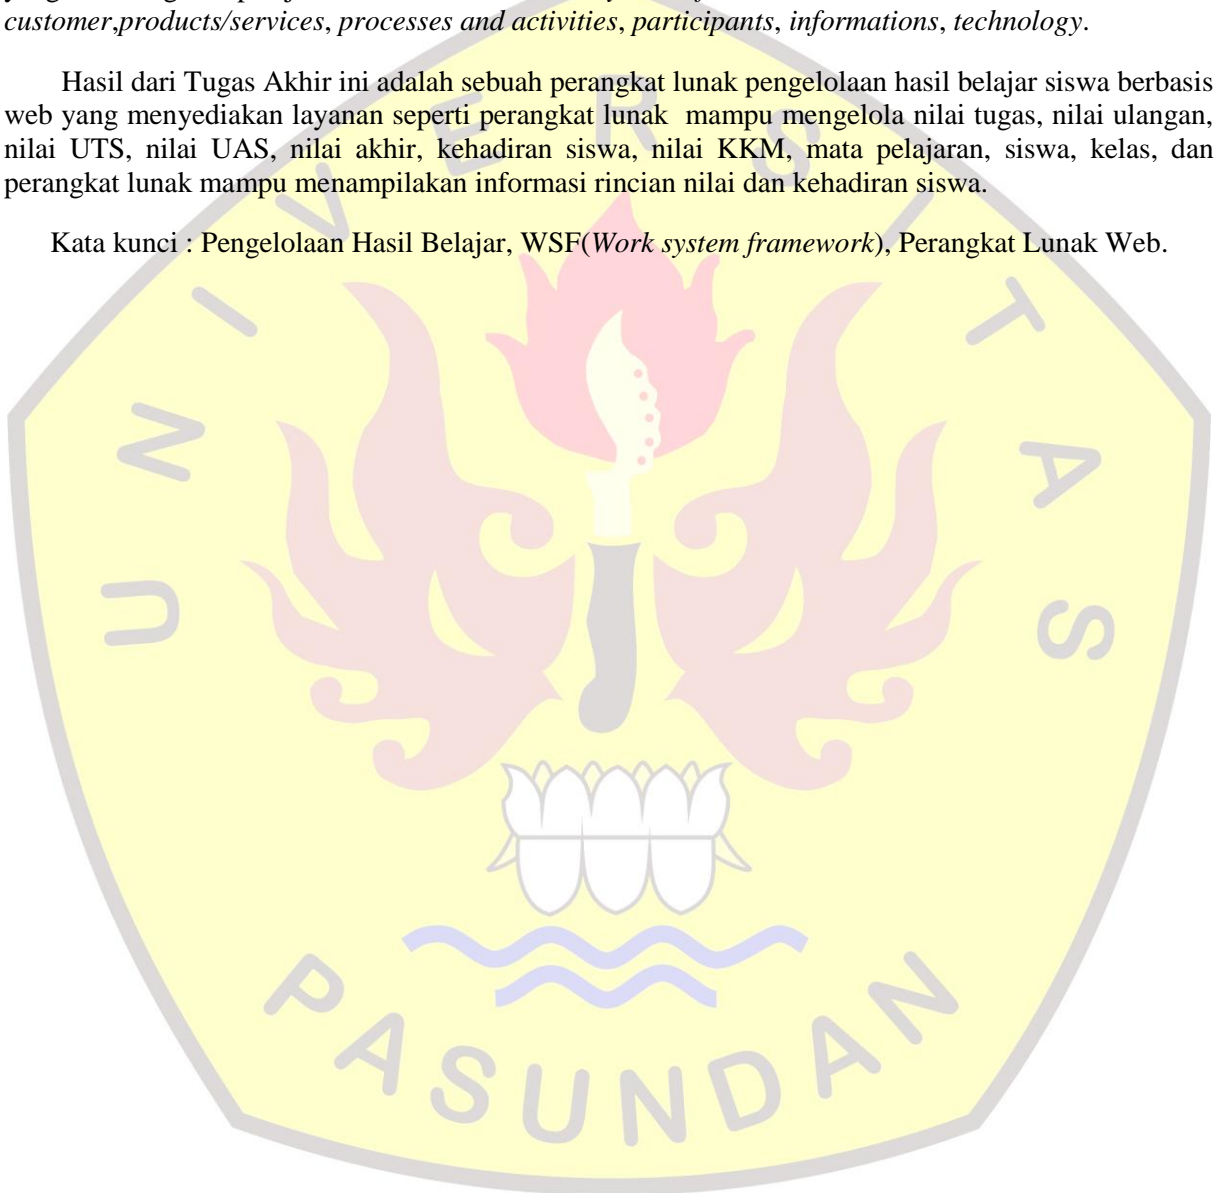 customer,products/services, processes and activities, participants, informations, technology.
Hasil dari Tugas Akhir ini adalah sebuah perangkat lunak pengelolaan hasil belajar siswa berbasis
web yang menyediakan layanan seperti perangkat lunak mampu mengelola nilai tugas, nilai ulangan,
nilai UTS, nilai UAS, nilai akhir, kehadiran siswa, nilai KKM, mata pelajaran, siswa, kelas, dan
perangkat lunak mampu menampilakan informasi rincian nilai dan kehadiran siswa.
Kata kunci : Pengelolaan Hasil Belajar, WSF(Work system framework), Perangkat Lunak Web.
UNIVERSITAS
PASUNDAN